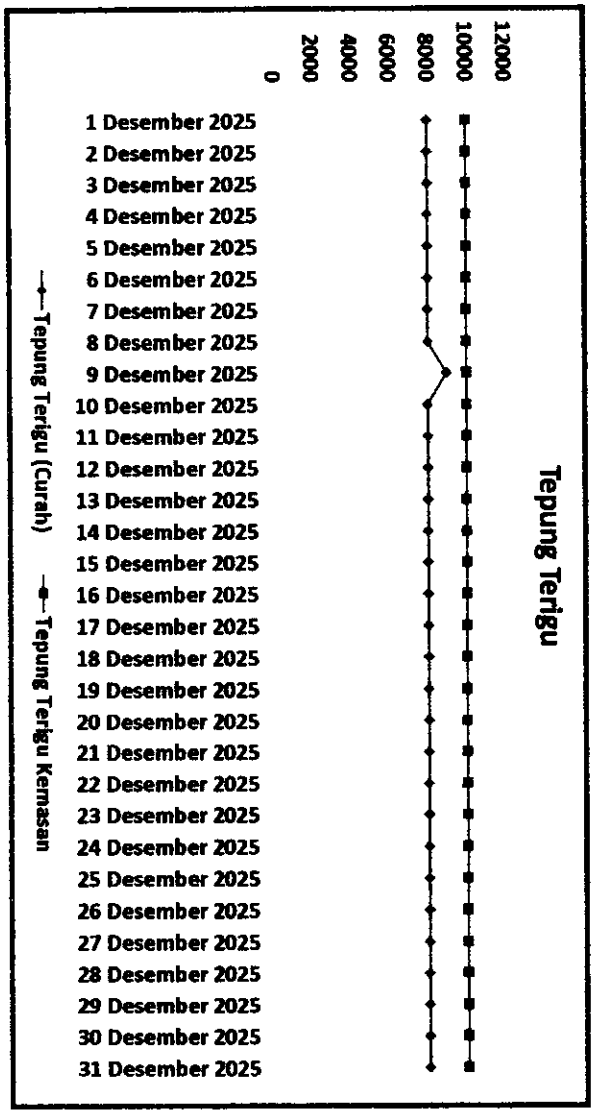 Tepung Terigu
12000
10000
8000
6000
4000
2000
0
1 Desember 2025
2 Desember 2025
3 Desember 2025
4 Desember 2025
5 Desember 2025
6 Desember 2025
7 Desember 2025
8 Desember 2025
9 Desember 2025
10 Desember 2025
11 Desember 2025
12 Desember 2025
13 Desember 2025
14 Desember 2025
15 Desember 2025
16 Desember 2025
17 Desember 2025
18 Desember 2025
19 Desember 2025
20 Desember 2025
21 Desember 2025
22 Desember 2025
23 Desember 2025
24 Desember 2025
25 Desember 2025
26 Desember 2025
27 Desember 2025
28 Desember 2025
29 Desember 2025
30 Desember 2025
31 Desember 2025
Tepung Terigu (Curah) Tepung Terigu Kemasan